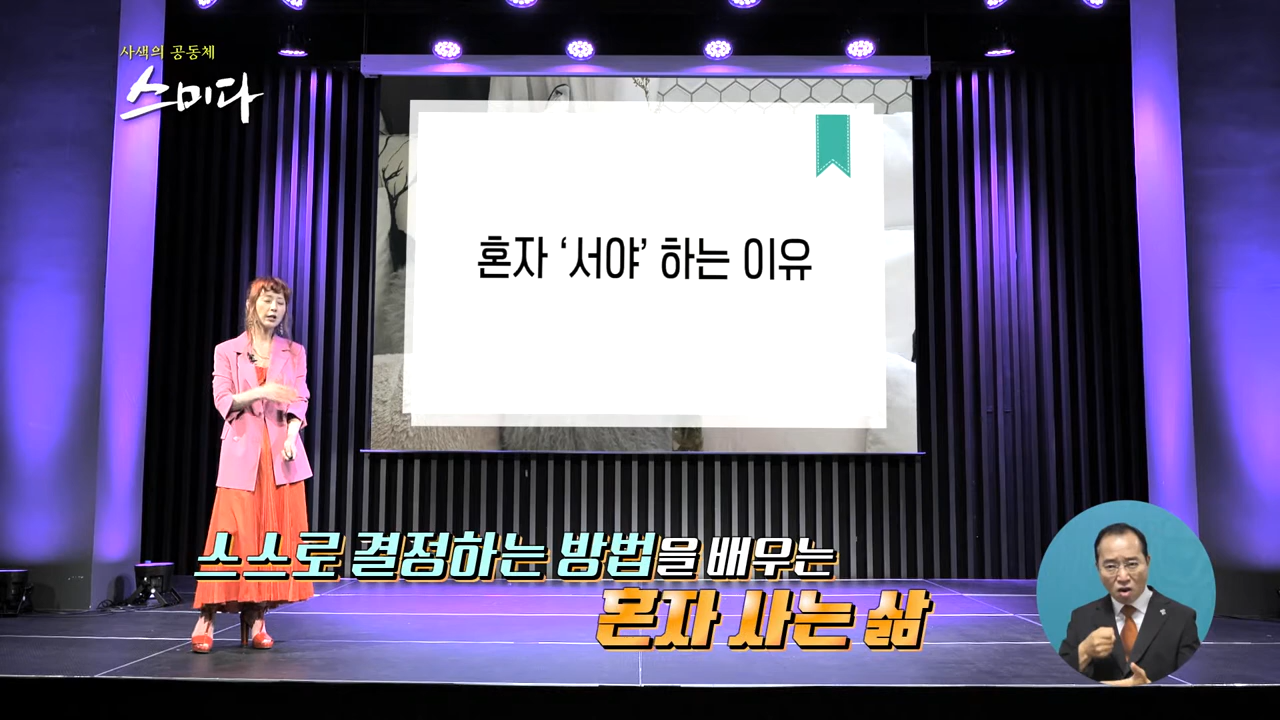 사색의 공동체
스미다
혼자 ‘서야’ 하는 이유
스스로 결정하는 방법을 배우는
혼자 사는 삶